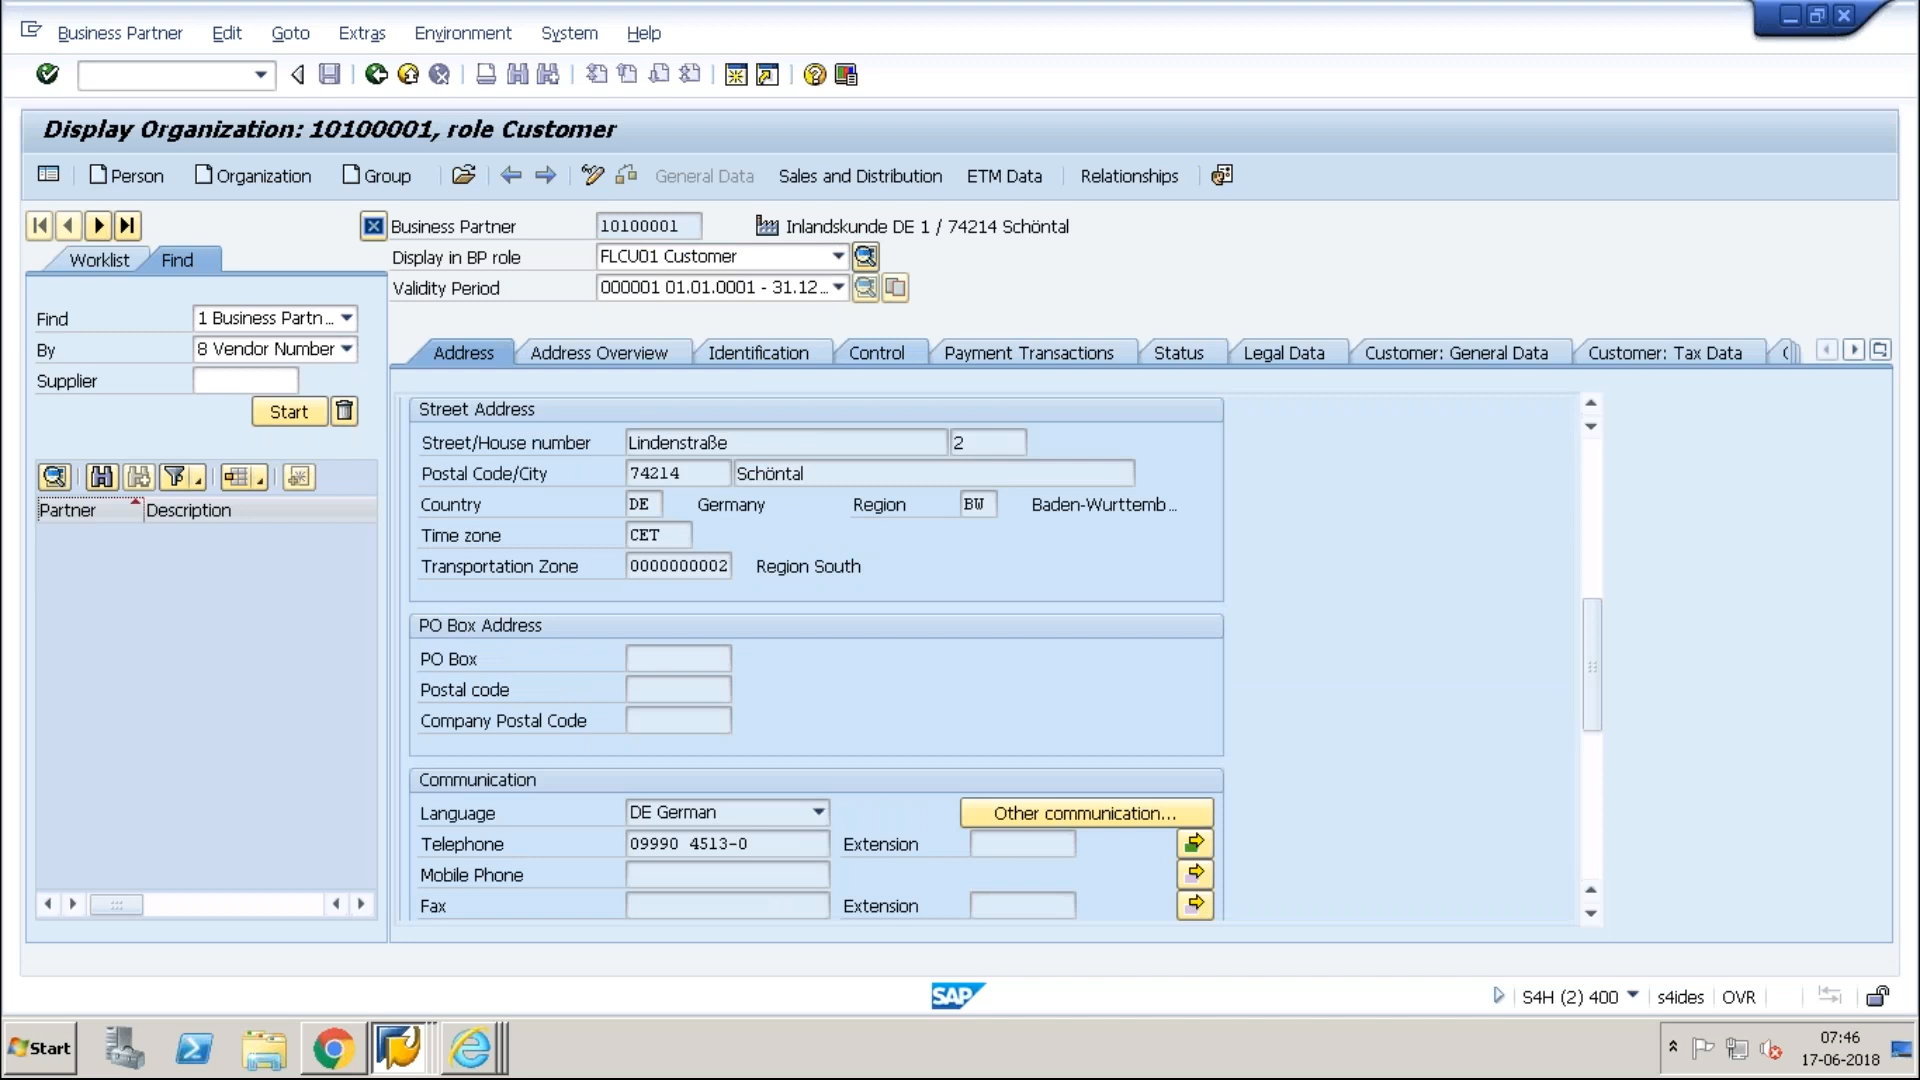 Business Partner Edit Goto Extras Environment System Help
Display Organization: 10100001, role Customer
Person Organization Group General Data Sales and Distribution ETM Data Relationships
Business Partner 10100001 Inlandskunde DE 1 / 74214 Schöntal
Display in BP role FLCU01 Customer
Validity Period 000001 01.01.0001 - 31.12...
Worklist Find
Find 1 Business Partn...
By 8 Vendor Number
Supplier
Start
Partner Description
Address Address Overview Identification Control Payment Transactions Status Legal Data Customer: General Data Customer: Tax Data
Street Address
Street/House number Lindenstraße 2
Postal Code/City 74214 Schöntal
Country DE Germany Region BW Baden-Wurttemb...
Time zone CET
Transportation Zone 0000000002 Region South
PO Box Address
PO Box
Postal code
Company Postal Code
Communication
Language DE German Other communication...
Telephone 09990 4513-0 Extension
Mobile Phone
Fax Extension
SAP
S4H (2) 400 s4ides OVR
Start
07:46
17-06-2018